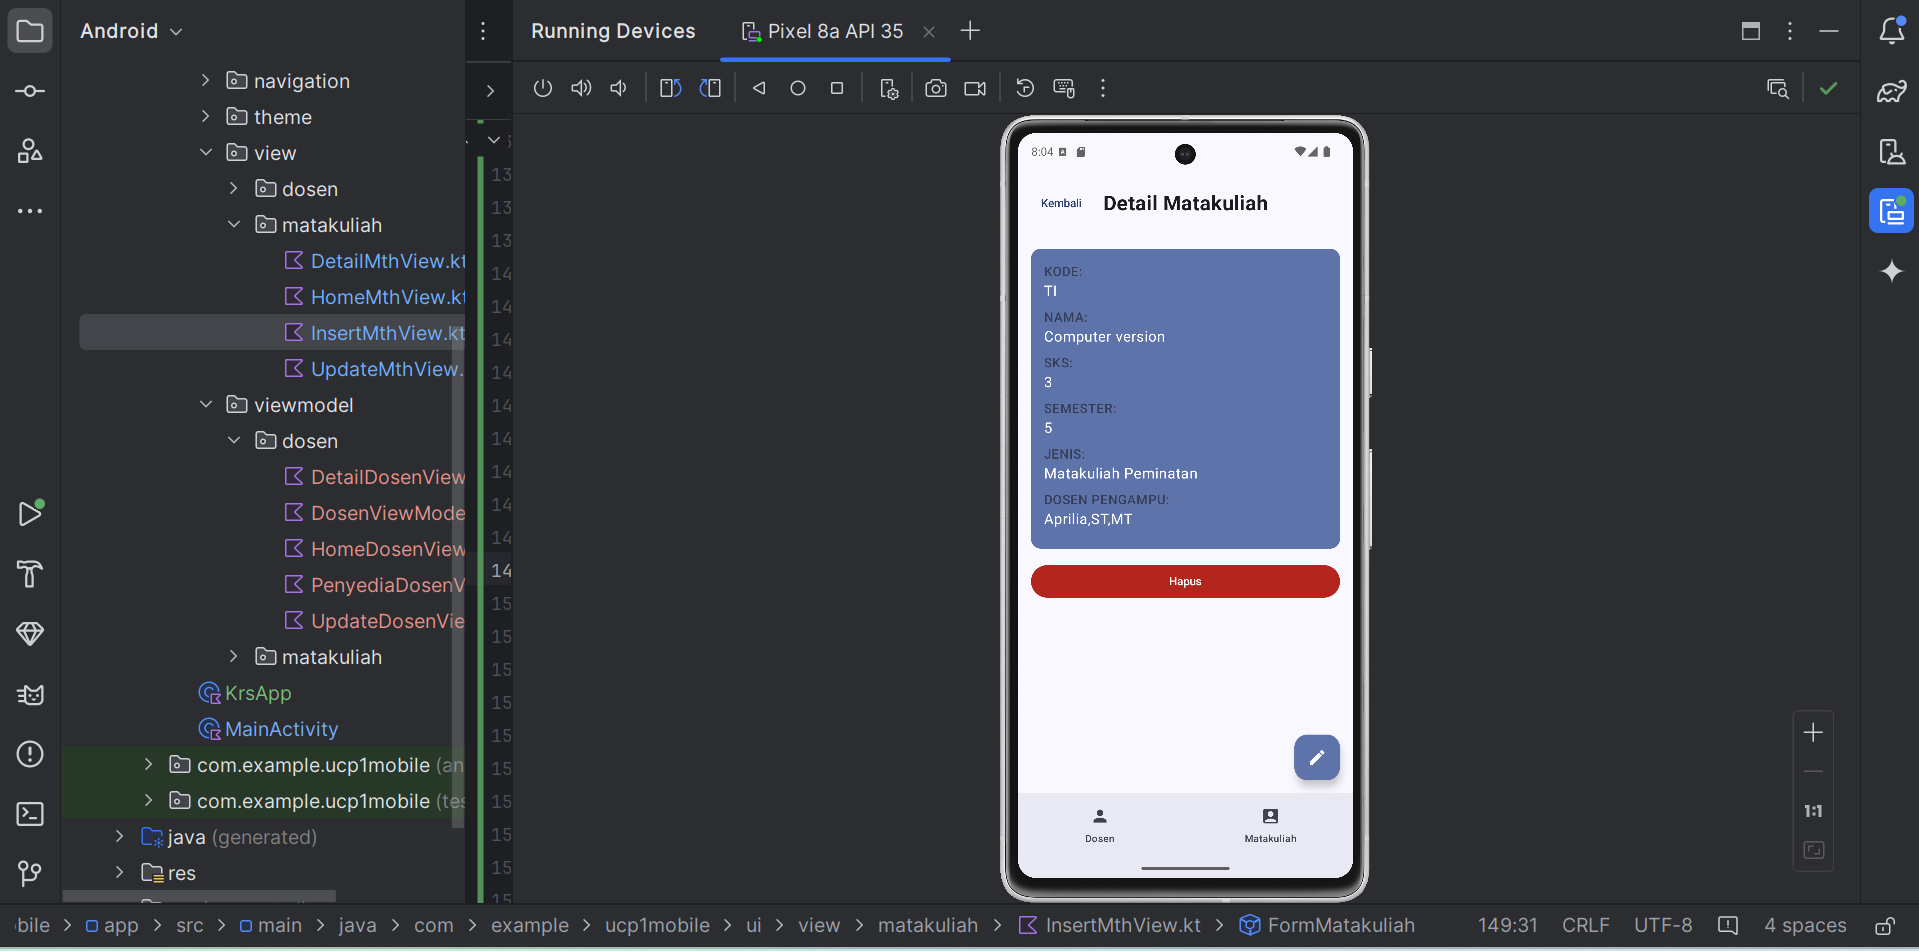 Android
Running Devices
Pixel 8a API 35
navigation
theme
view
dosen
matakuliah
DetailMthView.kt
HomeMthView.kt
InsertMthView.kt
UpdateMthView.
viewmodel
dosen
DetailDosenView
DosenViewMode
HomeDosenView
PenyediaDosenV
UpdateDosenVie
matakuliah
KrsApp
MainActivity
com.example.ucp1mobile (an
com.example.ucp1mobile (tes
java (generated)
res
13
13
13
14
14
14
14
14
14
14
14
14
14
15
15
15
15
15
15
15
15
15
15
8:04
Kembali
Detail Matakuliah
KODE:
TI
NAMA:
Computer version
SKS:
3
SEMESTER:
5
JENIS:
Matakuliah Peminatan
DOSEN PENGAMPU:
Aprilia,ST,MT
Hapus
Dosen
Matakuliah
1:1
bile > app > src > main > java > com > example > ucp1mobile > ui > view > matakuliah > InsertMthView.kt > FormMatakuliah
149:31 CRLF UTF-8 4 spaces